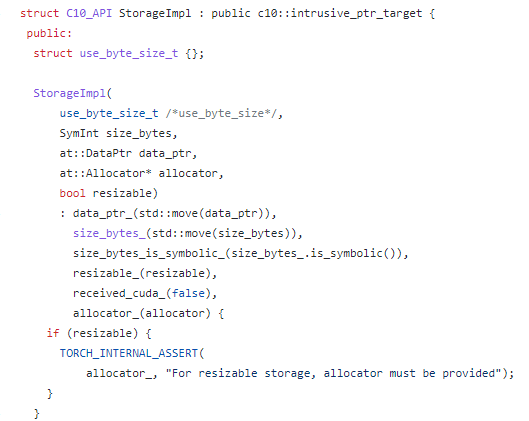 struct C10_API StorageImpl : public c10::intrusive_ptr_target {
 public:
  struct use_byte_size_t {};

  StorageImpl(
      use_byte_size_t /*use_byte_size*/,
      SymInt size_bytes,
      at::DataPtr data_ptr,
      at::Allocator* allocator,
      bool resizable)
      : data_ptr_(std::move(data_ptr)),
        size_bytes_(std::move(size_bytes)),
        size_bytes_is_symbolic_(size_bytes_.is_symbolic()),
        resizable_(resizable),
        received_cuda_(false),
        allocator_(allocator) {
    if (resizable) {
      TORCH_INTERNAL_ASSERT(
          allocator_, "For resizable storage, allocator must be provided");
    }
  }